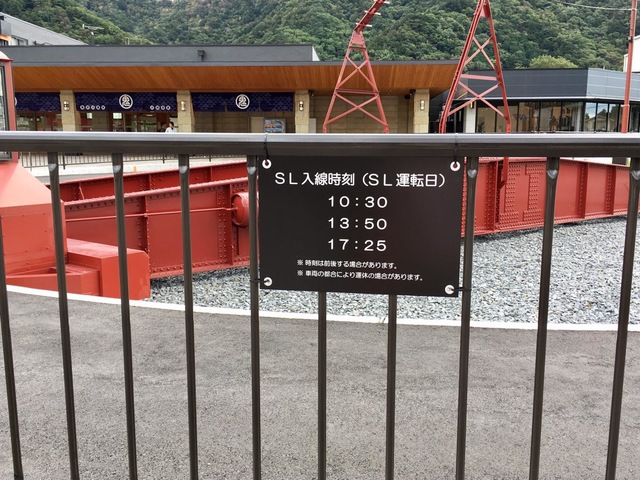 SL入線時刻（SL運転日）
10：30
13：50
17：25
※ 時刻は前後する場合があります。
※ 車両の都合により運休の場合があります。